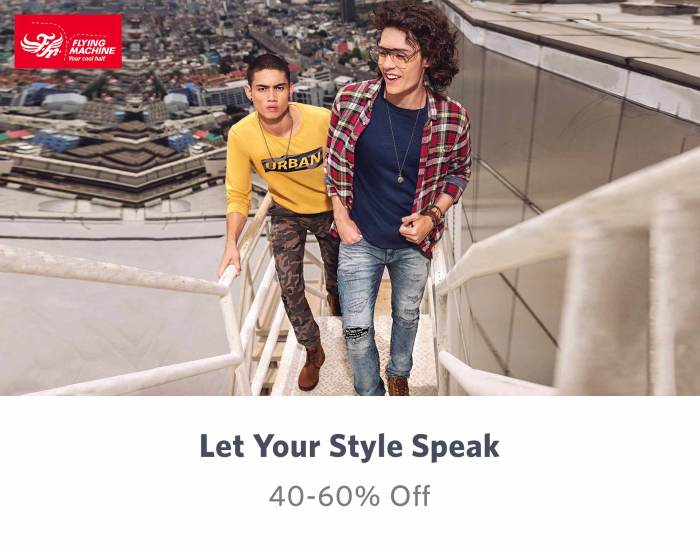 FLYING
MACHINE
Your cool half
URBAN
Let Your Style Speak
40-60% Off